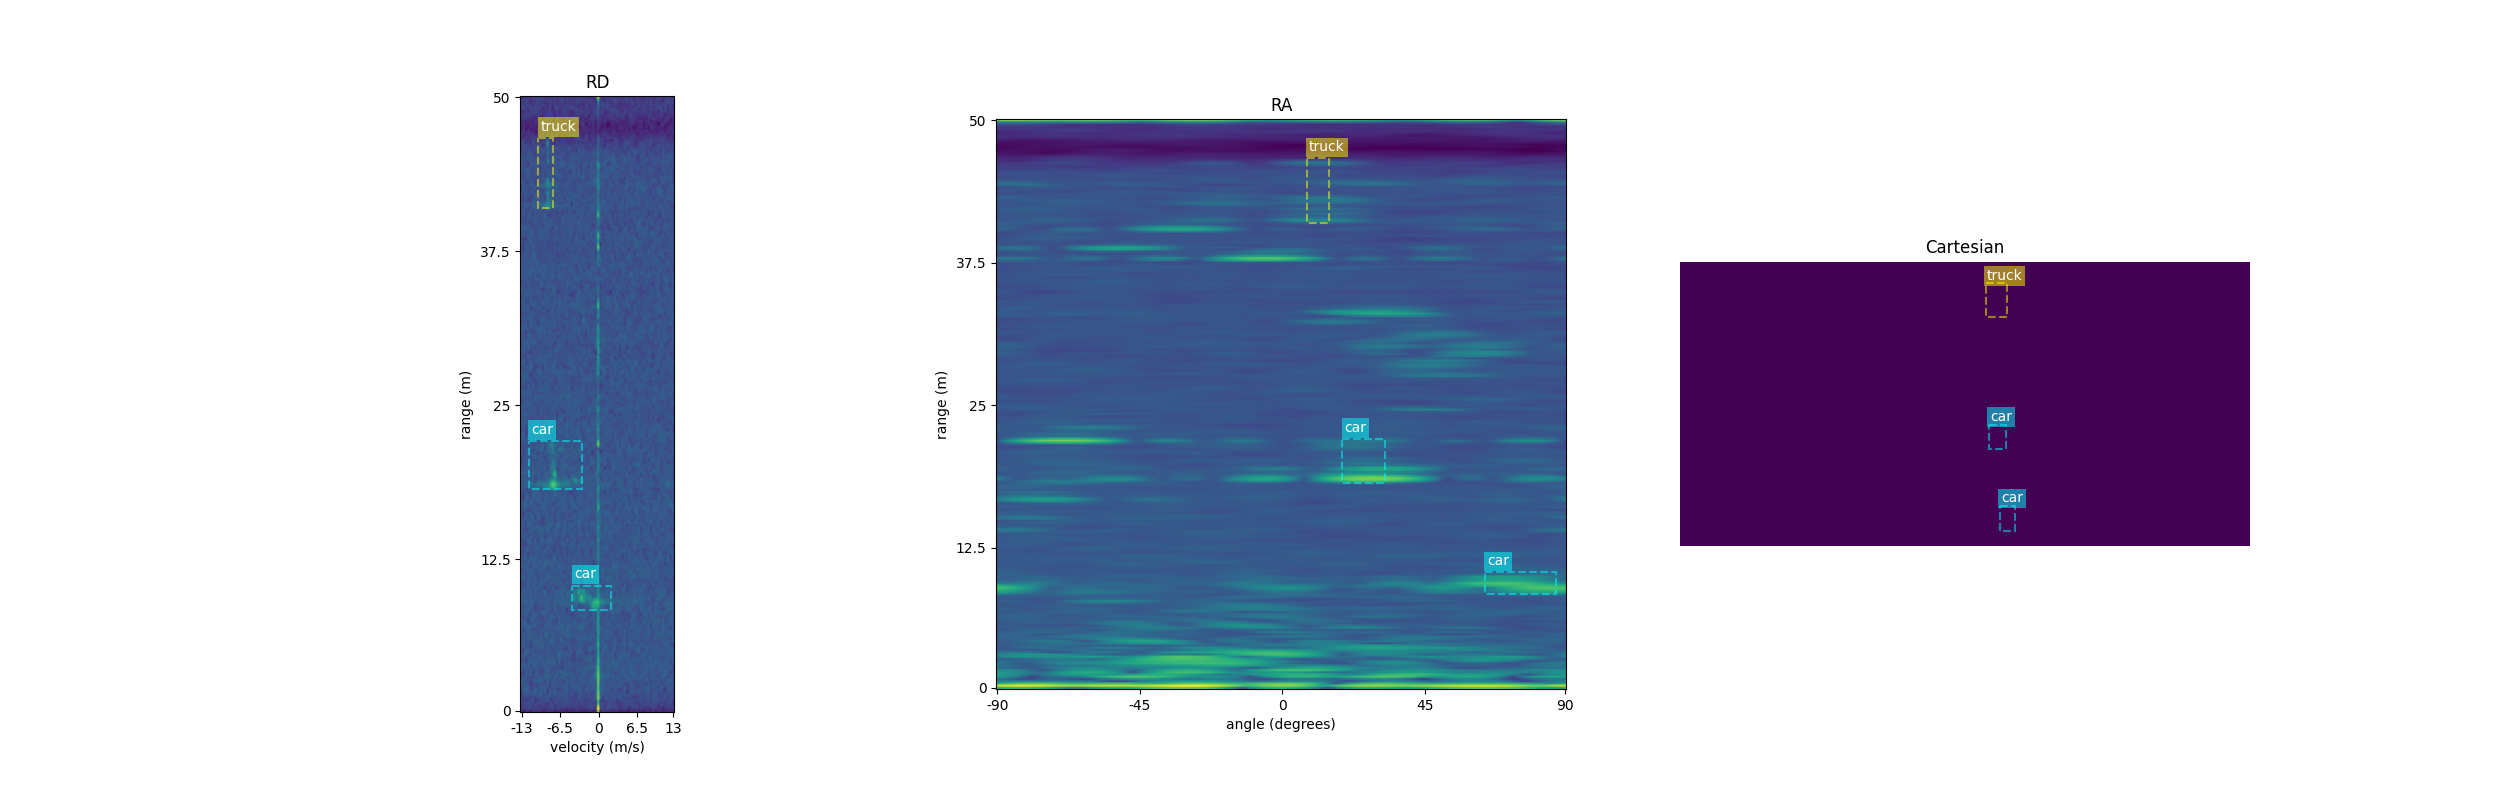 RD
50
37.5
25
12.5
0
range (m)
truck
car
car
-13 -6.5 0 6.5 13
velocity (m/s)
RA
50
37.5
25
12.5
0
range (m)
truck
car
car
-90 -45 0 45 90
angle (degrees)
Cartesian
truck
car
car